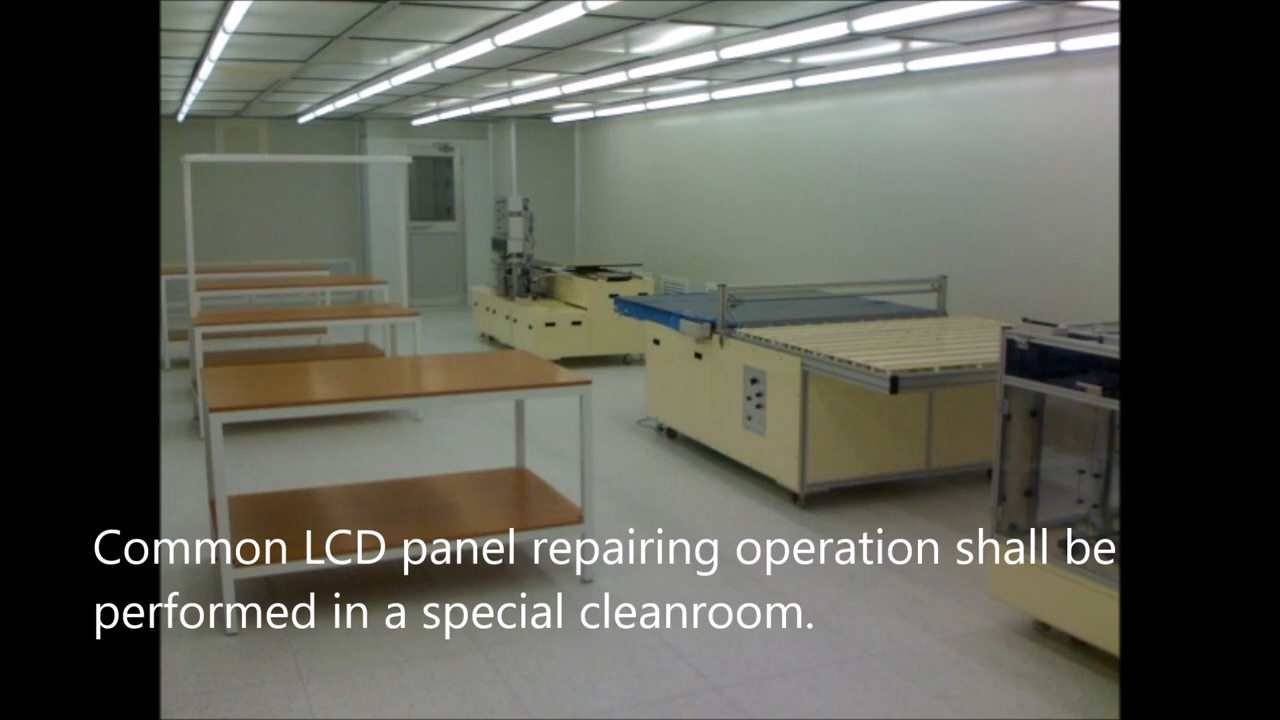 Common LCD panel repairing operation shall be
performed in a special cleanroom.